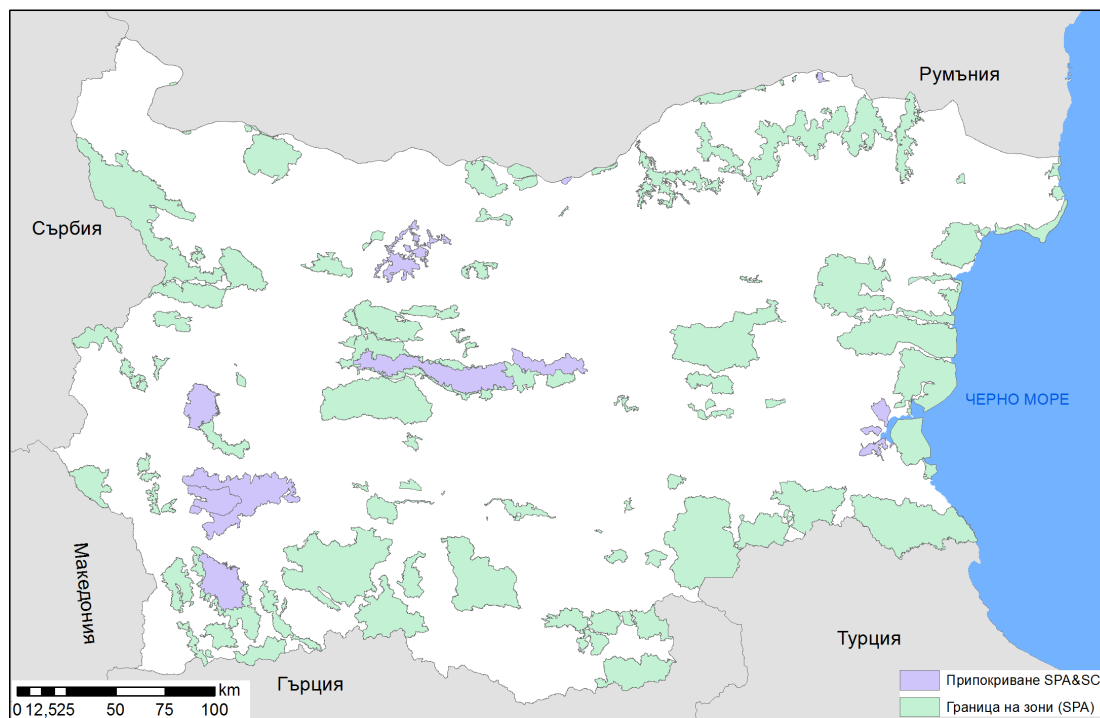 Румъния
Сърбия
ЧЕРНО МОРЕ
Македония
Турция
Гърция
km
0 12,525 50 75 100
Припокриване SPA&SC
Граница на зони (SPA)